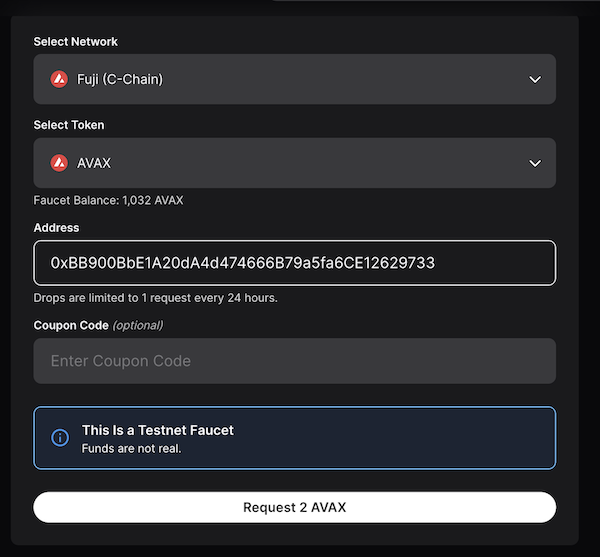 Select Network
Fuji (C-Chain)
Select Token
AVAX
Faucet Balance: 1,032 AVAX
Address
0xBB900BbE1A20dA4d474666B79a5fa6CE12629733
Drops are limited to 1 request every 24 hours.
Coupon Code (optional)
Enter Coupon Code
This Is a Testnet Faucet
Funds are not real.
Request 2 AVAX